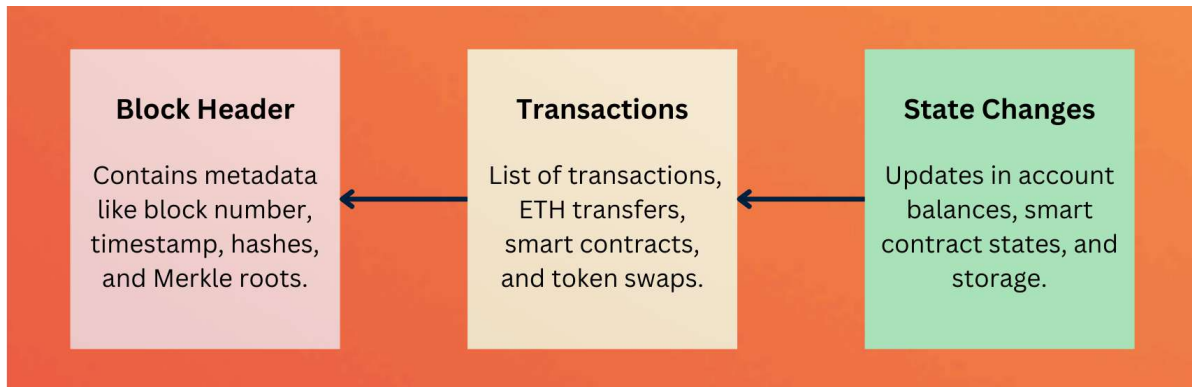 Block Header
Contains metadata
like block number,
timestamp, hashes,
and Merkle roots.
Transactions
List of transactions,
ETH transfers,
smart contracts,
and token swaps.
State Changes
Updates in account
balances, smart
contract states, and
storage.